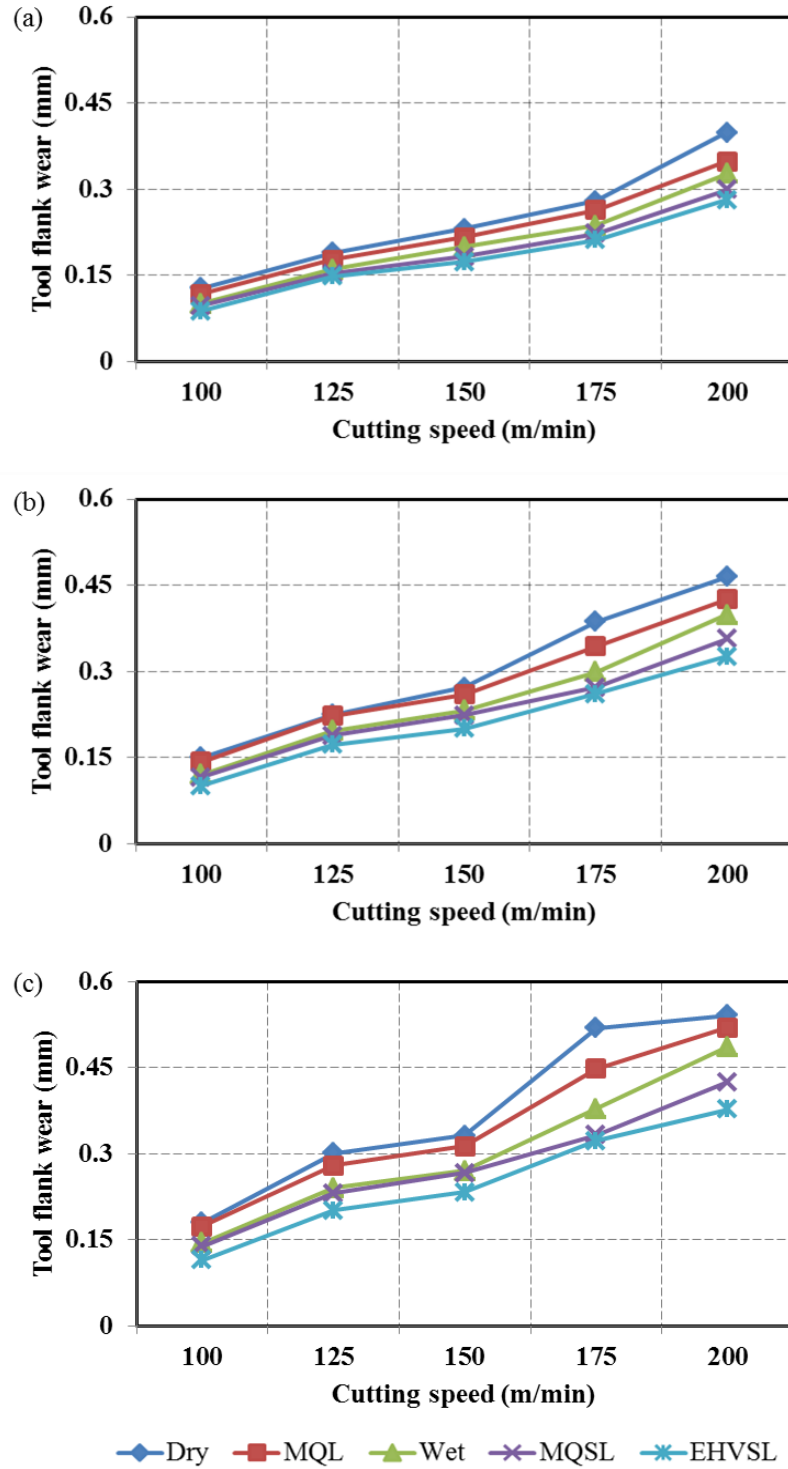 (a)
Tool flank wear (mm)
0.6
0.45
0.3
0.15
0
100 125 150 175 200
Cutting speed (m/min)
(b)
Tool flank wear (mm)
0.6
0.45
0.3
0.15
0
100 125 150 175 200
Cutting speed (m/min)
(c)
Tool flank wear (mm)
0.6
0.45
0.3
0.15
0
100 125 150 175 200
Cutting speed (m/min)
Dry MQL Wet MQSL EHVSL